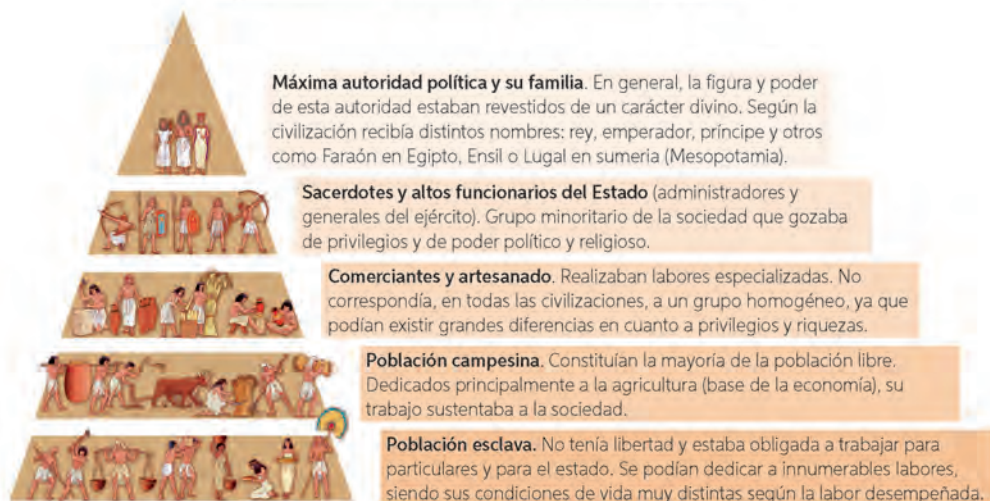 Máxima autoridad política y su familia. En general, la figura y poder
de esta autoridad estaban revestidos de un carácter divino. Según la
civilización recibía distintos nombres: rey, emperador, príncipe y otros
como Faraón en Egipto, Ensil o Lugal en sumeria (Mesopotamia).
Sacerdotes y altos funcionarios del Estado (administradores y
generales del ejército). Grupo minoritario de la sociedad que gozaba
de privilegios y de poder político y religioso.
Comerciantes y artesanado. Realizaban labores especializadas. No
correspondía, en todas las civilizaciones, a un grupo homogéneo, ya que
podían existir grandes diferencias en cuanto a privilegios y riquezas.
Población campesina. Constituían la mayoría de la población libre.
Dedicados principalmente a la agricultura (base de la economía), su
trabajo sustentaba a la sociedad.
Población esclava. No tenía libertad y estaba obligada a trabajar para
particulares y para el estado. Se podían dedicar a innumerables labores,
siendo sus condiciones de vida muy distintas según la labor desempeñada.